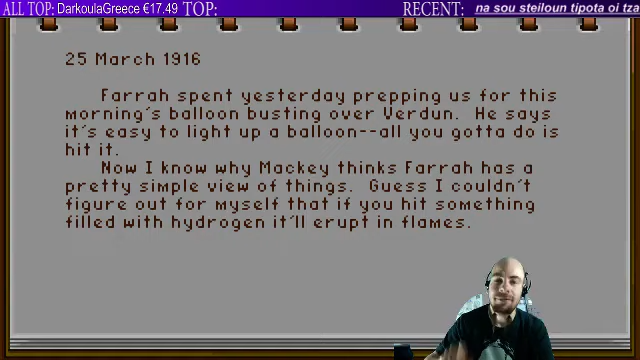 ALL TOP: DarkoulaGreece €17.49 TOP: RECENT: na sou steiloun tipota oi tza
25 March 1916
Farrah spent yesterday prepping us for this
morning's balloon busting over Verdun. He says
it's easy to light up a balloon--all you gotta do is
hit it.
Now I know why Mackey thinks Farrah has a
pretty simple view of things. Guess I couldn't
figure out for myself that if you hit something
filled with hydrogen it'll erupt in flames.